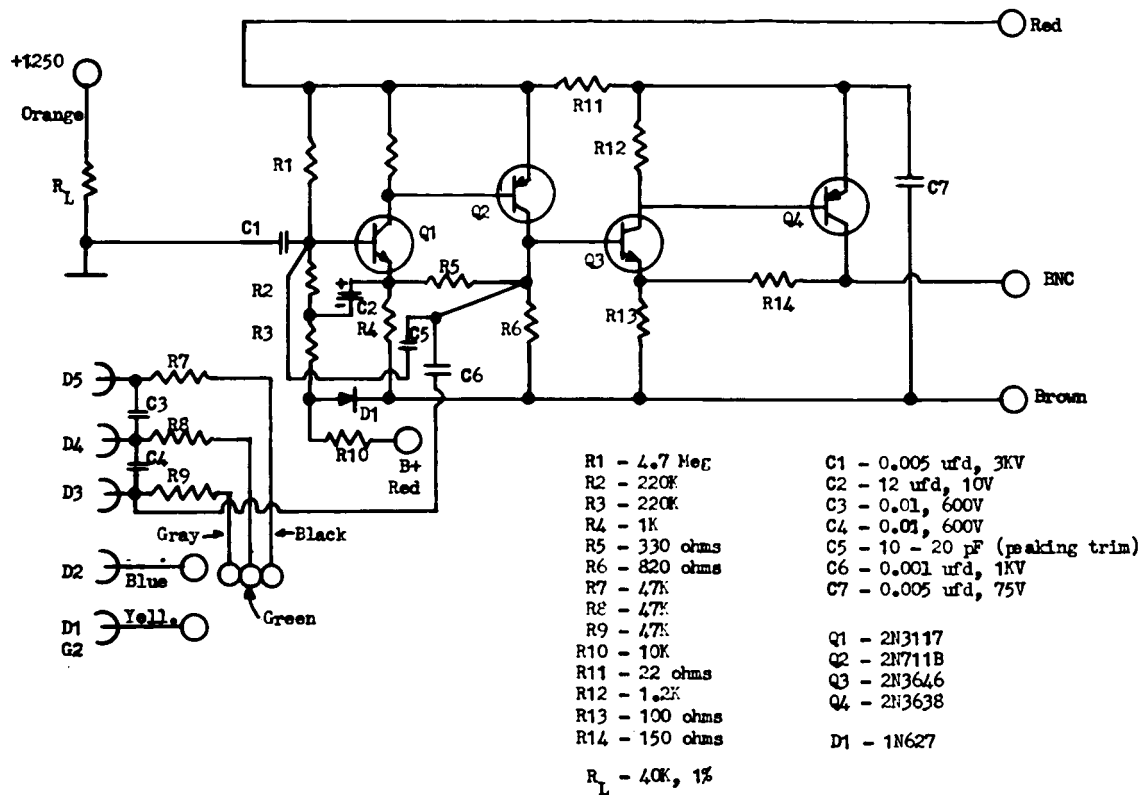 Red
+1250
Orange
R11
R1
R12
R L
Q2
Q4
C7
C1
Q1
Q3
R5
R2
BNC
C2
R14
R3
R4
C5
R6
R13
R7
D5
C6
C3
D1
Brown
R8
D4
C4
R10
B+
Red
R9
D3
Gray
Black
D2
Blue
Green
D1
Yell.
G2
R1 - 4.7 Meg
R2 - 220K
R3 - 220K
R4 - 1K
R5 - 330 ohms
R6 - 820 ohms
R7 - 47K
R8 - 47K
R9 - 47K
R10 - 10K
R11 - 22 ohms
R12 - 1.2K
R13 - 100 ohms
R14 - 150 ohms
R L - 40K, 1%
C1 - 0.005 ufd, 3KV
C2 - 12 ufd, 10V
C3 - 0.01, 600V
C4 - 0.01, 600V
C5 - 10 - 20 pF (peaking trim)
C6 - 0.001 ufd, 1KV
C7 - 0.005 ufd, 75V
Q1 - 2N3117
Q2 - 2N711B
Q3 - 2N3646
Q4 - 2N3638
D1 - 1N627